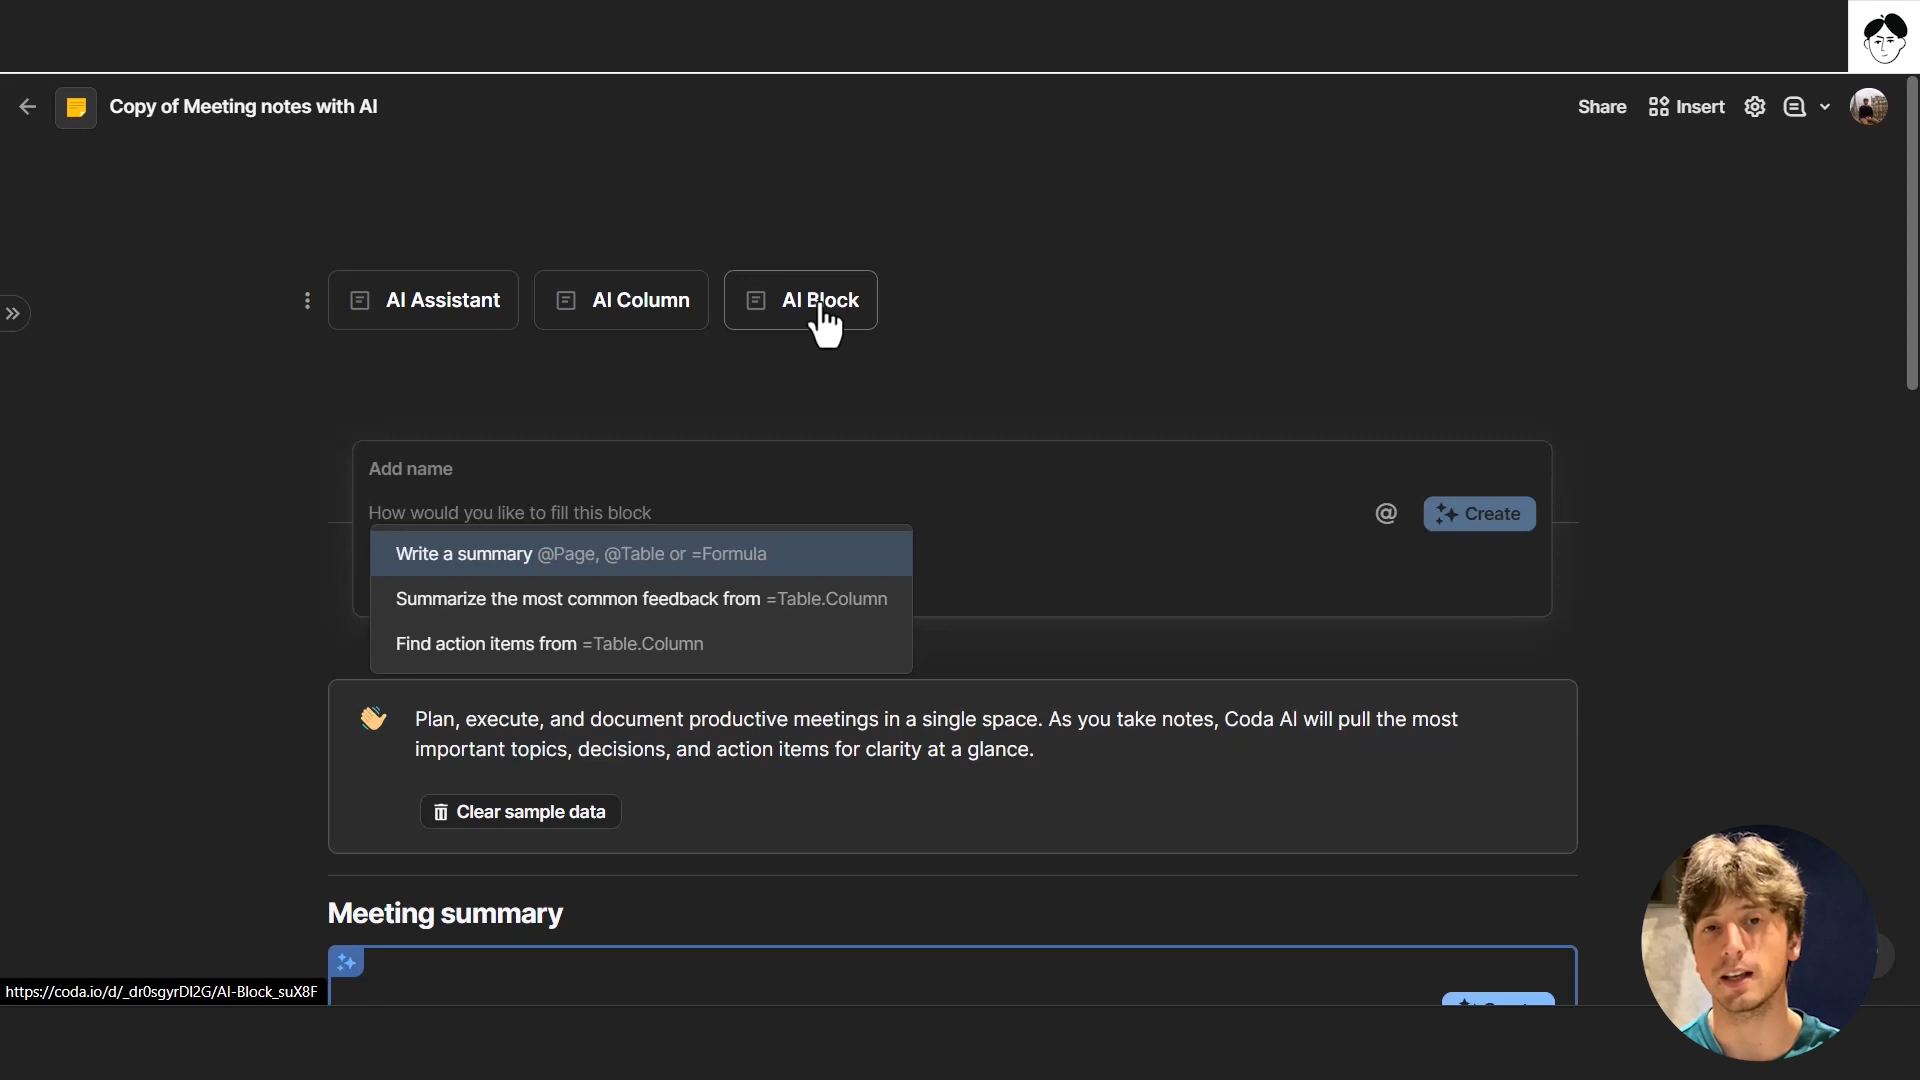 Copy of Meeting notes with AI
Share
Insert
AI Assistant
AI Column
AI Block
Add name
How would you like to fill this block
@
Create
Write a summary @Page, @Table or =Formula
Summarize the most common feedback from =Table.Column
Find action items from =Table.Column
Plan, execute, and document productive meetings in a single space. As you take notes, Coda AI will pull the most
important topics, decisions, and action items for clarity at a glance.
Clear sample data
Meeting summary
https://coda.io/d/_dr0sgyrDI2G/AI-Block_suX8F